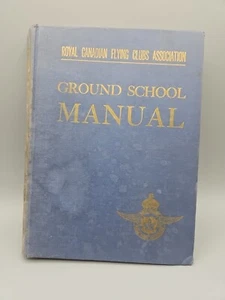 ROYAL CANADIAN FLYING CLUBS ASSOCIATION
GROUND SCHOOL
MANUAL